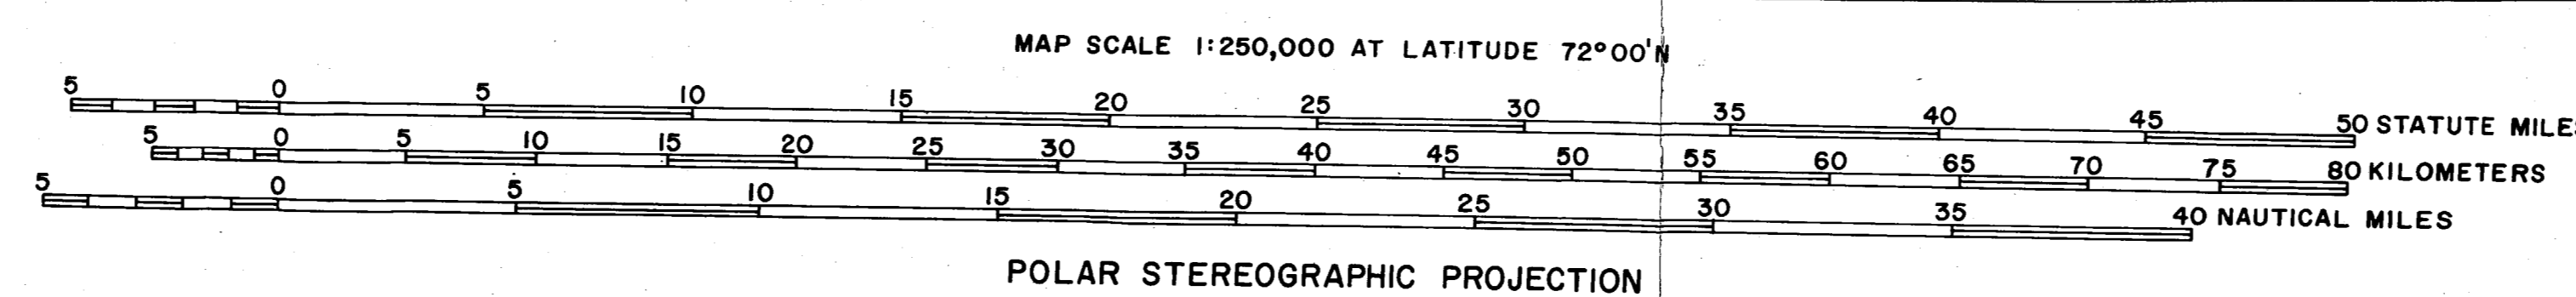 MAP SCALE 1:250,000 AT LATITUDE 72°00'N
5 0 5 10 15 20 25 30 35 40 45 50 STATUTE MILES
5 0 5 10 15 20 25 30 35 40 45 50 55 60 65 70 75 80 KILOMETERS
5 0 5 10 15 20 25 30 35 40 NAUTICAL MILES
POLAR STEREOGRAPHIC PROJECTION